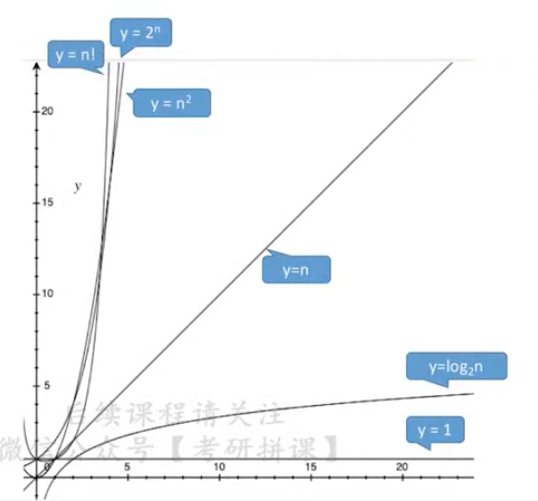 y = 2ⁿ
y = n!
y = n²
20
15
y
10
y=n
5
y=log₂n
后续课程请关注
y = 1
微信公众号【考研拼课】
0
5
10
15
20